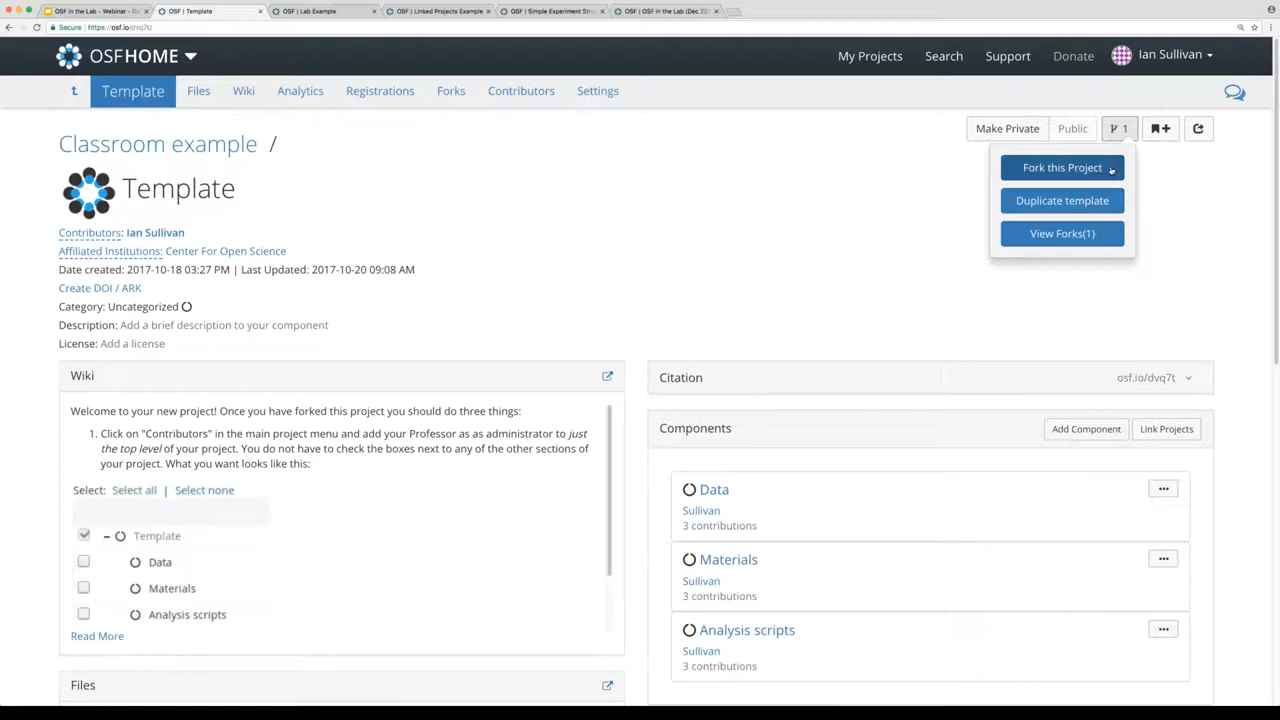 OSF in the Lab - Webinar - G
OSF | Template
OSF | Lab Example
OSF | Linked Projects Example
OSF | Simple Experiment Stru
OSF | OSF in the Lab (Dec 20
Secure | https://osf.io/dvq7t/
OSFHOME
My Projects
Search
Support
Donate
Ian Sullivan
Template
Files
Wiki
Analytics
Registrations
Forks
Contributors
Settings
Make Private
Public
1
Classroom example /
Fork this Project
Template
Duplicate template
Contributors: Ian Sullivan
View Forks(1)
Affiliated Institutions: Center For Open Science
Date created: 2017-10-18 03:27 PM | Last Updated: 2017-10-20 09:08 AM
Create DOI / ARK
Category: Uncategorized
Description: Add a brief description to your component
License: Add a license
Wiki
Welcome to your new project! Once you have forked this project you should do three things:
1. Click on "Contributors" in the main project menu and add your Professor as as administrator to just
the top level of your project. You do not have to check the boxes next to any of the other sections of
your project. What you want looks like this:
Select: Select all | Select none
Template
Data
Materials
Analysis scripts
Read More
Files
Citation
osf.io/dvq7t
Components
Add Component
Link Projects
Data
Sullivan
3 contributions
Materials
Sullivan
3 contributions
Analysis scripts
Sullivan
3 contributions